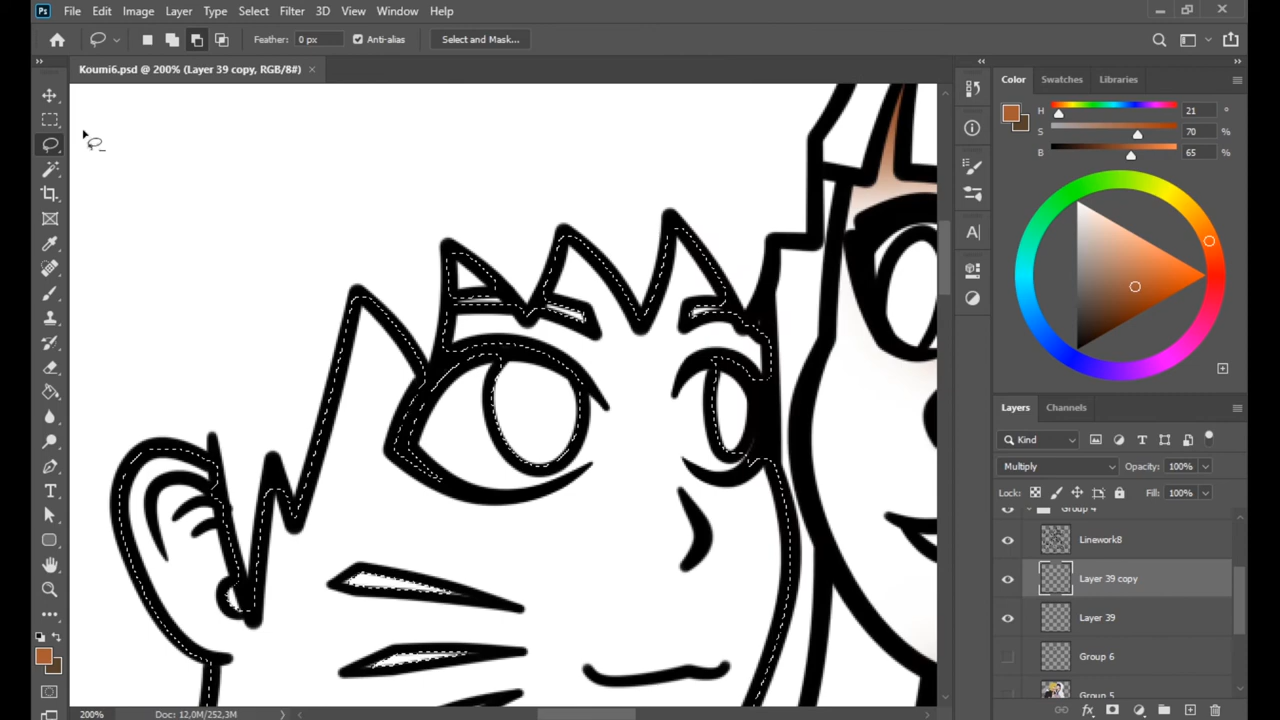 Ps File Edit Image Layer Type Select Filter 3D View Window Help
Feather: 0 px Anti-alias Select and Mask...
Koumi6.psd @ 200% (Layer 39 copy, RGB/8#) ×
Color Swatches Libraries
H 21 °
S 70 %
B 65 %
Layers Channels
Kind
Multiply Opacity: 100%
Lock: Fill: 100%
Group 4
Linework8
Layer 39 copy
Layer 39
Group 6
Group 5
200% Doc: 12,0M/252,3M